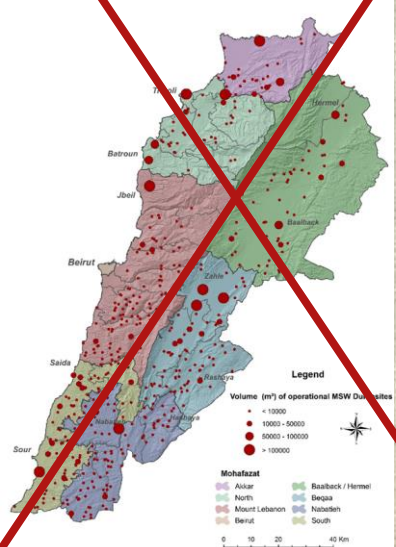 Tripoli
Hermel
Batroun
Jbeil
Baalback
Beirut
Zahle
Saida
Rashaya
Hasbaya
Sour
Legend
Volume (m³) of operational MSW Dumpsites
< 10000
10000 - 50000
50000 - 100000
> 100000
Mohafazat
Akkar
Baalback / Hermel
North
Beqaa
Mount Lebanon
Nabatieh
Beirut
South
0 20 40 Km